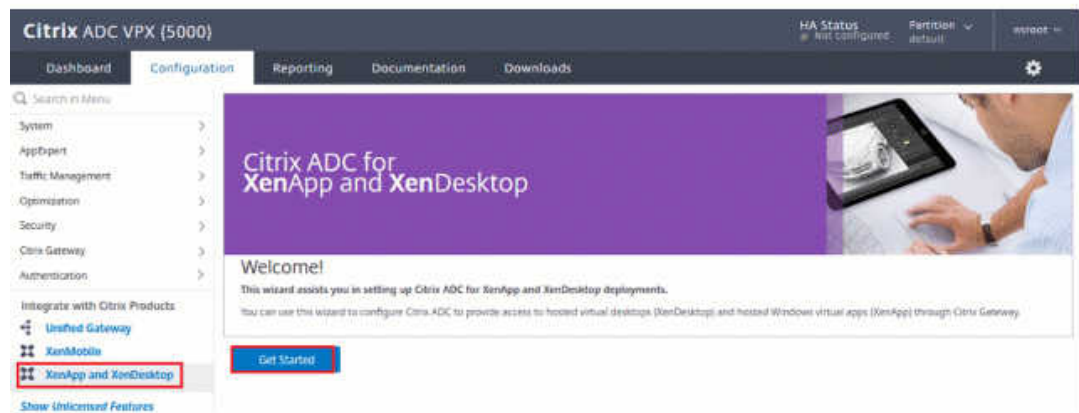 Citrix ADC VPX (5000)
HA Status
Not configured
Partition
default
nsroot
Dashboard
Configuration
Reporting
Documentation
Downloads
Search in Menu
System
AppExpert
Traffic Management
Optimization
Security
Citrix Gateway
Authentication
Integrate with Citrix Products
Unified Gateway
XenMobile
XenApp and XenDesktop
Show Unlicensed Features
Citrix ADC for
XenApp and XenDesktop
Welcome!
This wizard assists you in setting up Citrix ADC for XenApp and XenDesktop deployments.
You can use this wizard to configure Citrix ADC to provide access to hosted virtual desktops (XenDesktop) and hosted Windows virtual apps (XenApp) through Citrix Gateway.
Get Started